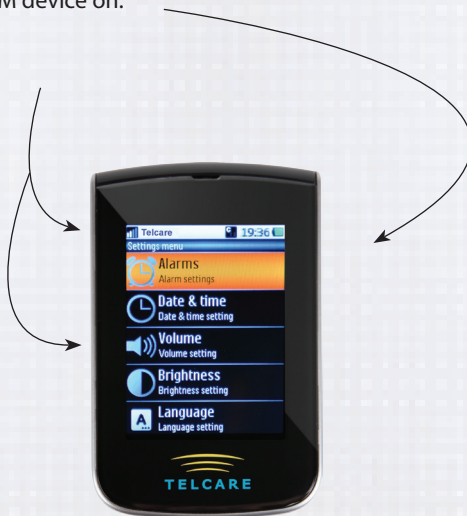 M device on.
Telcare 19:36
Settings menu
Alarms
Alarm settings
Date & time
Date & time setting
Volume
Volume setting
Brightness
Brightness setting
A...
Language
Language setting
TELCARE